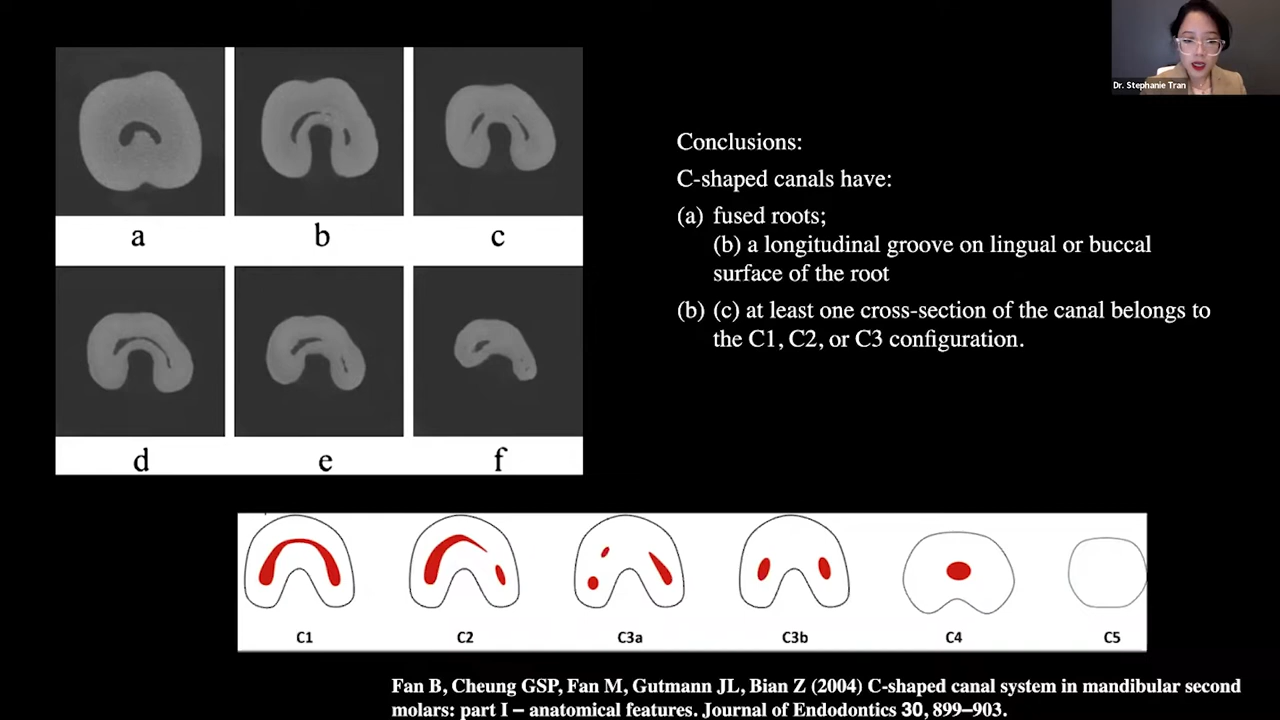 Dr. Stephanie Tran
a
b
c
d
e
f
Conclusions:
C-shaped canals have:
(a) fused roots;
(b) a longitudinal groove on lingual or buccal
surface of the root
(b) (c) at least one cross-section of the canal belongs to
the C1, C2, or C3 configuration.
C1
C2
C3a
C3b
C4
C5
Fan B, Cheung GSP, Fan M, Gutmann JL, Bian Z (2004) C-shaped canal system in mandibular second
molars: part I – anatomical features. Journal of Endodontics 30, 899–903.